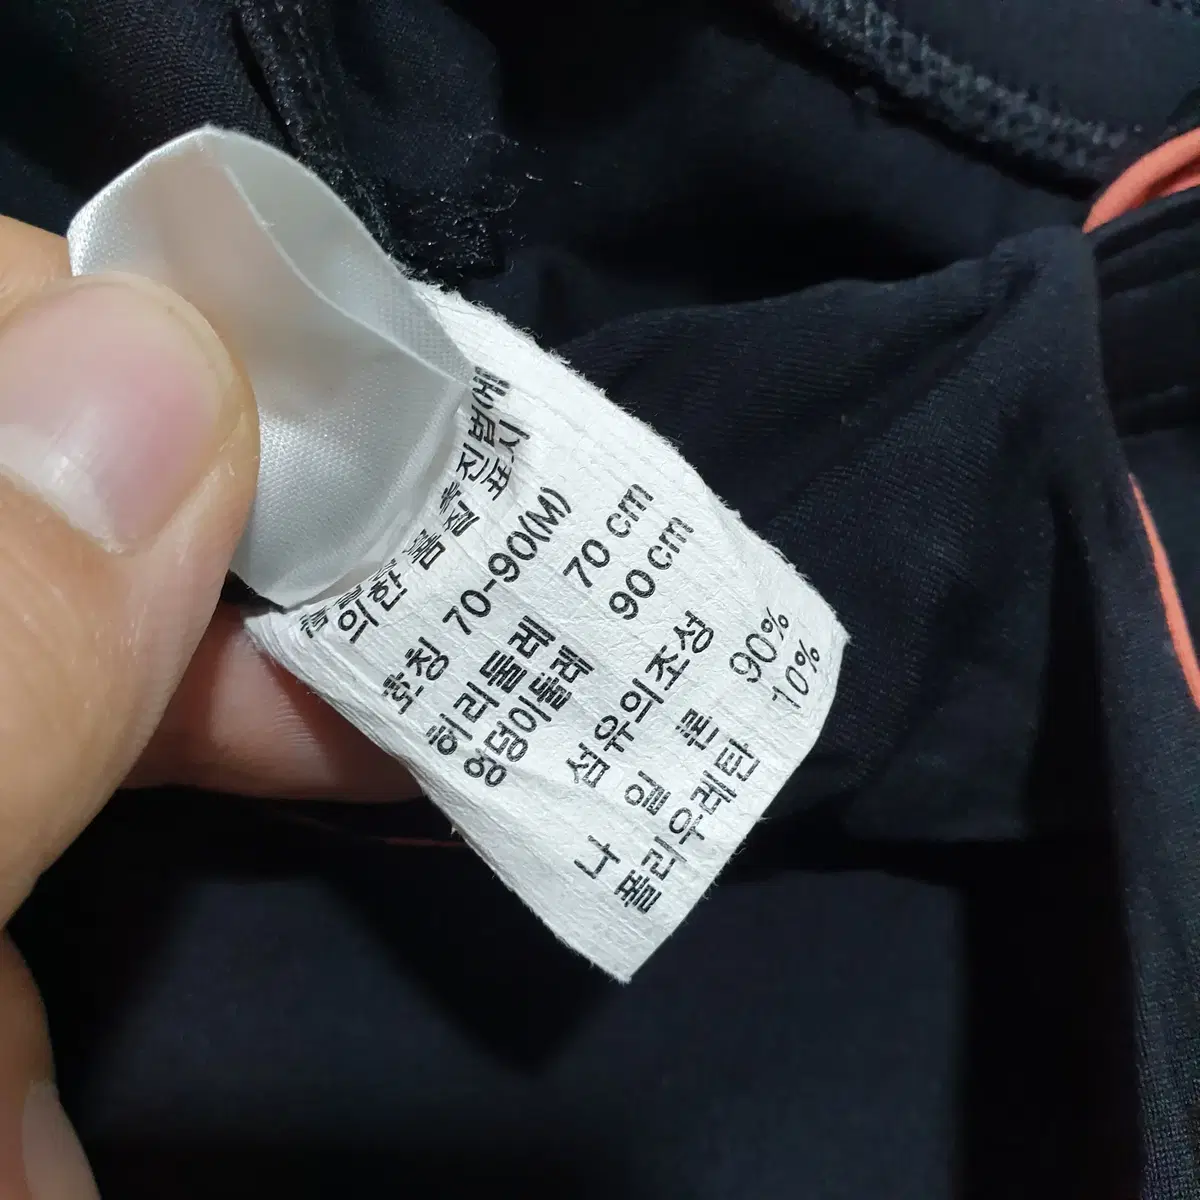 의한 품질 표시
호칭 70-90(M)
허리둘레 70 cm
엉덩이둘레 90 cm
섬유의조성
나일론 90%
폴리우레탄 10%